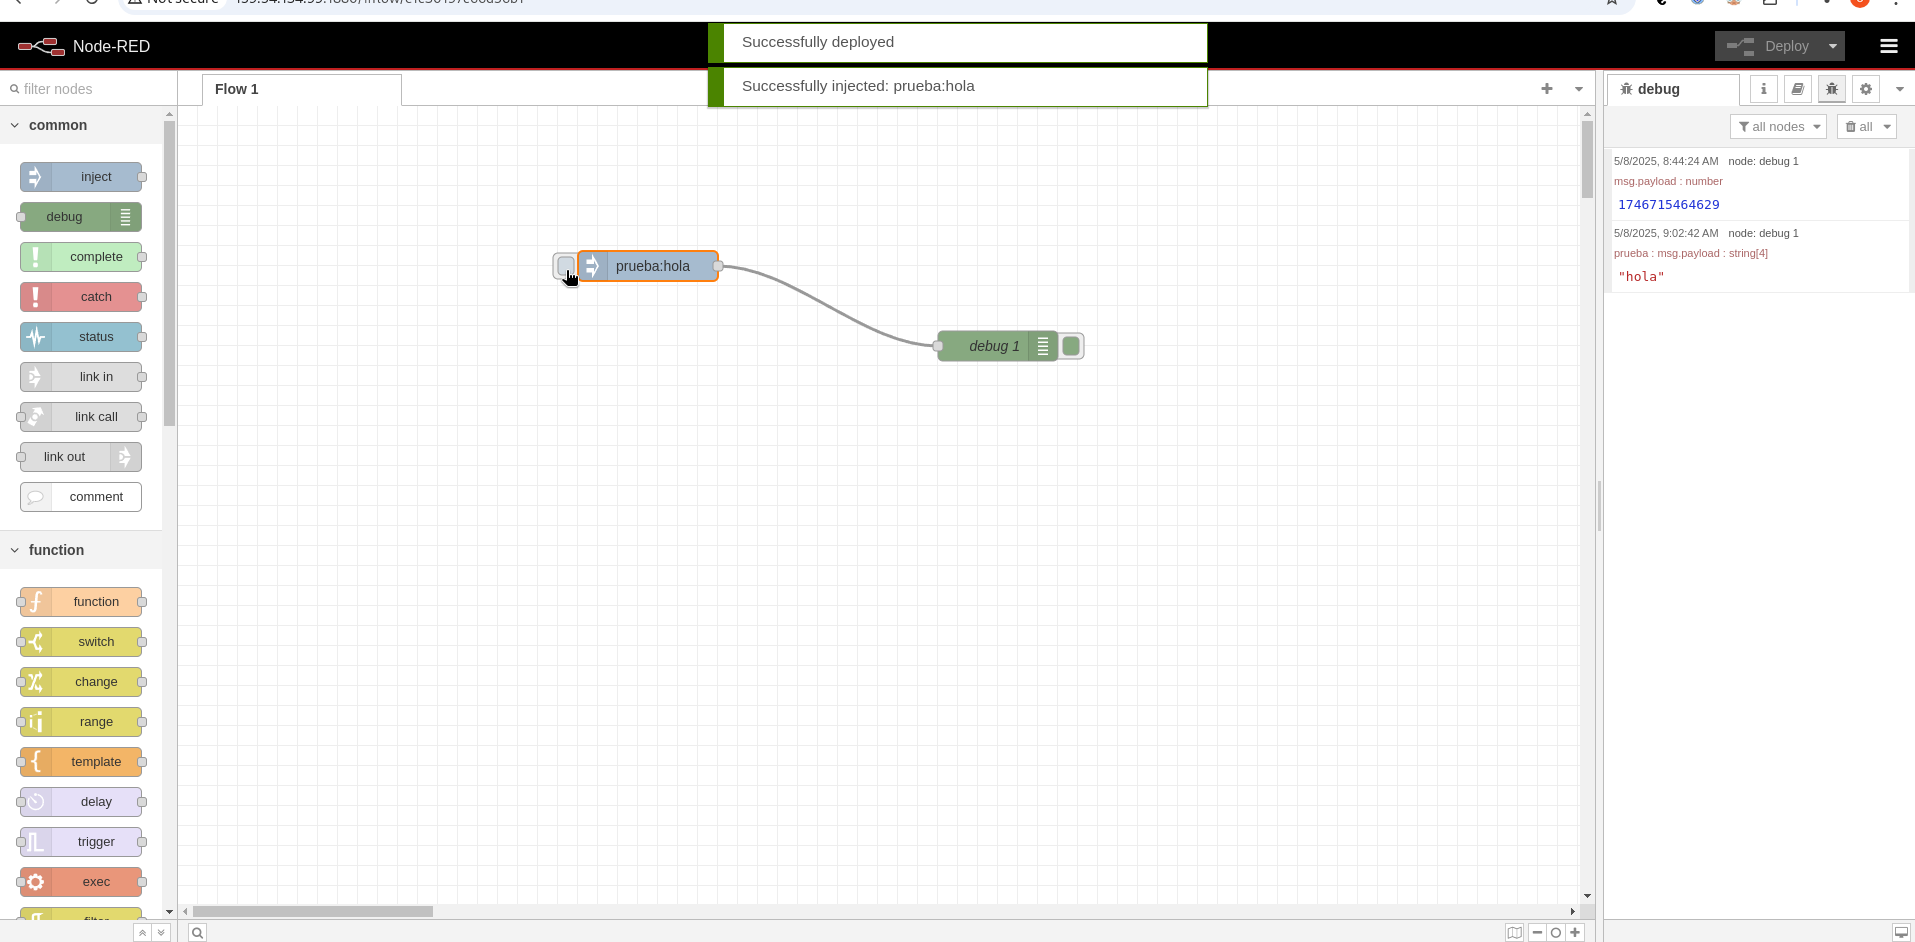 Not secure
Node-RED
Successfully deployed
Successfully injected: prueba:hola
Deploy
filter nodes
Flow 1
debug
i
all nodes
all
common
inject
debug
complete
catch
status
link in
link call
link out
comment
function
function
switch
change
range
template
delay
trigger
exec
filter
prueba:hola
debug 1
5/8/2025, 8:44:24 AM node: debug 1
msg.payload : number
1746715464629
5/8/2025, 9:02:42 AM node: debug 1
prueba : msg.payload : string[4]
"hola"